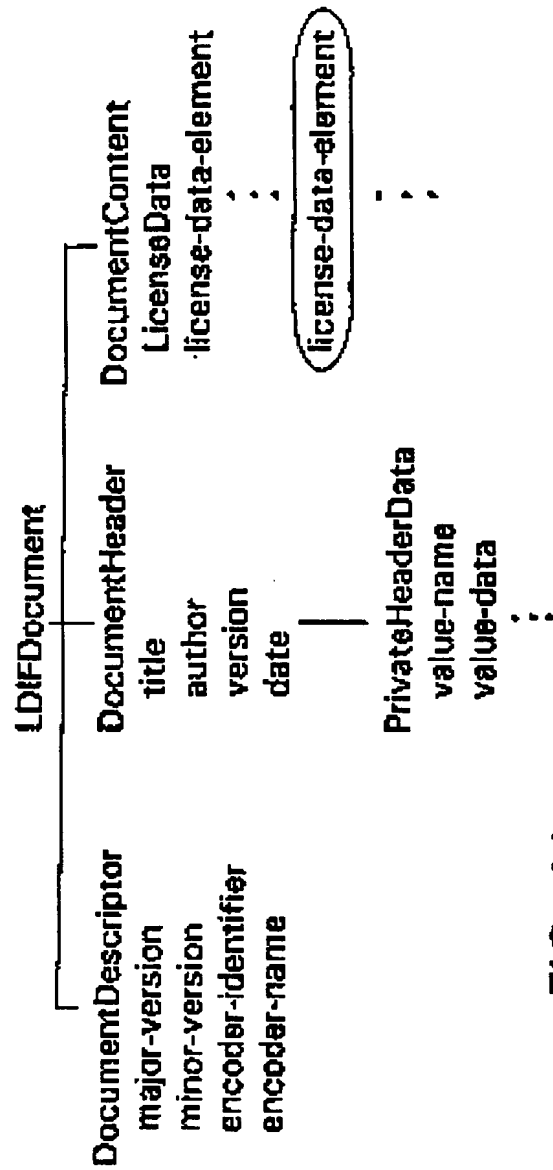 LDIFDocument
DocumentDescriptor
major-version
minor-version
encoder-identifier
encoder-name
DocumentHeader
title
author
version
date
PrivateHeaderData
value-name
value-data
DocumentContent
LicenseData
license-data-element
license-data-element